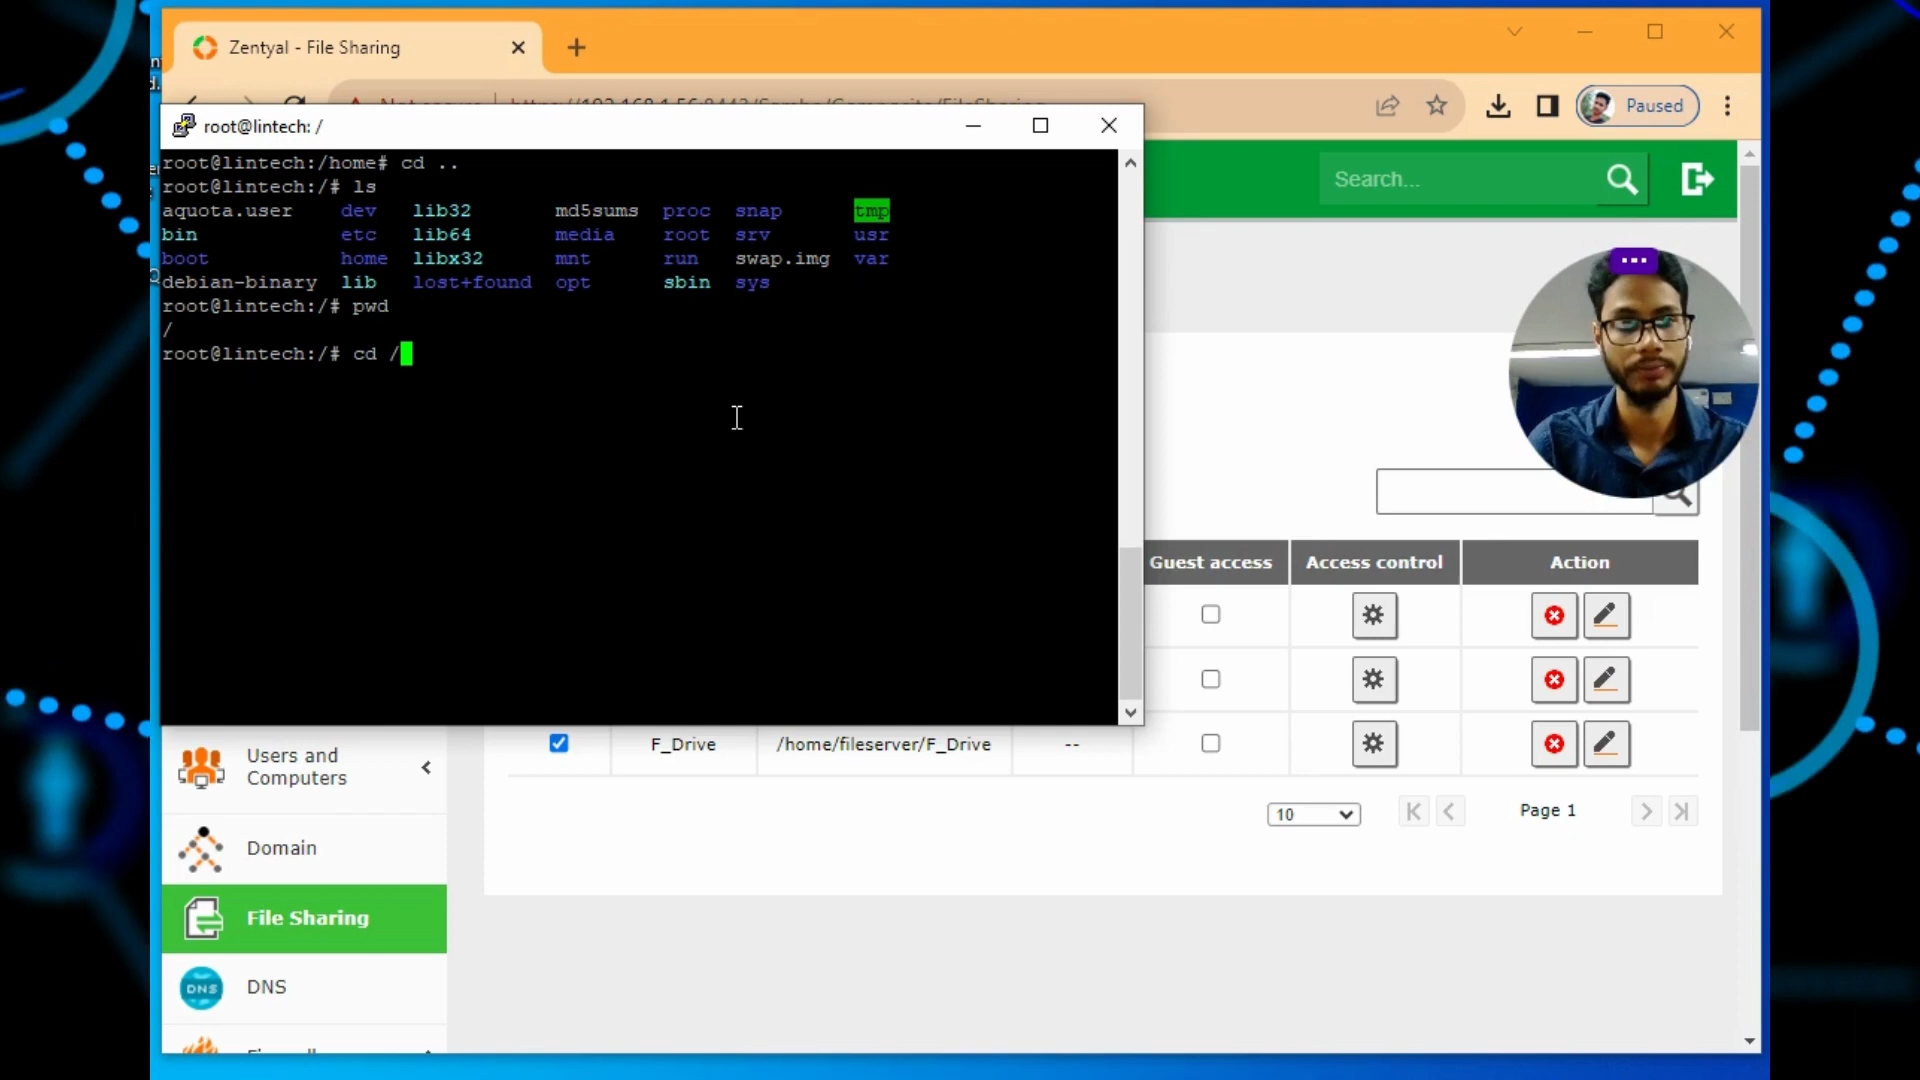 Zentyal - File Sharing
Paused
root@lintech: /
Search...
root@lintech:/home# cd ..
root@lintech:/# ls
aquota.user dev lib32 md5sums proc snap tmp
bin etc lib64 media root srv usr
boot home libx32 mnt run swap.img var
debian-binary lib lost+found opt sbin sys
root@lintech:/# pwd
/
root@lintech:/# cd /
Guest access Access control Action
F_Drive /home/fileserver/F_Drive --
10 Page 1
Users and
Computers
Domain
File Sharing
DNS
DNS